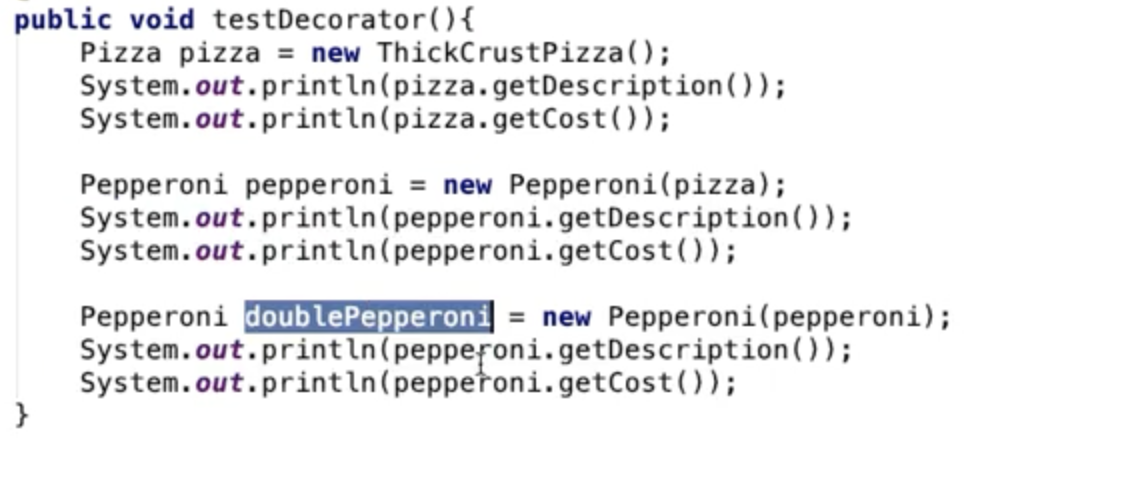 public void testDecorator(){
    Pizza pizza = new ThickCrustPizza();
    System.out.println(pizza.getDescription());
    System.out.println(pizza.getCost());

    Pepperoni pepperoni = new Pepperoni(pizza);
    System.out.println(pepperoni.getDescription());
    System.out.println(pepperoni.getCost());

    Pepperoni doublePepperoni = new Pepperoni(pepperoni);
    System.out.println(pepperoni.getDescription());
    System.out.println(pepperoni.getCost());
}